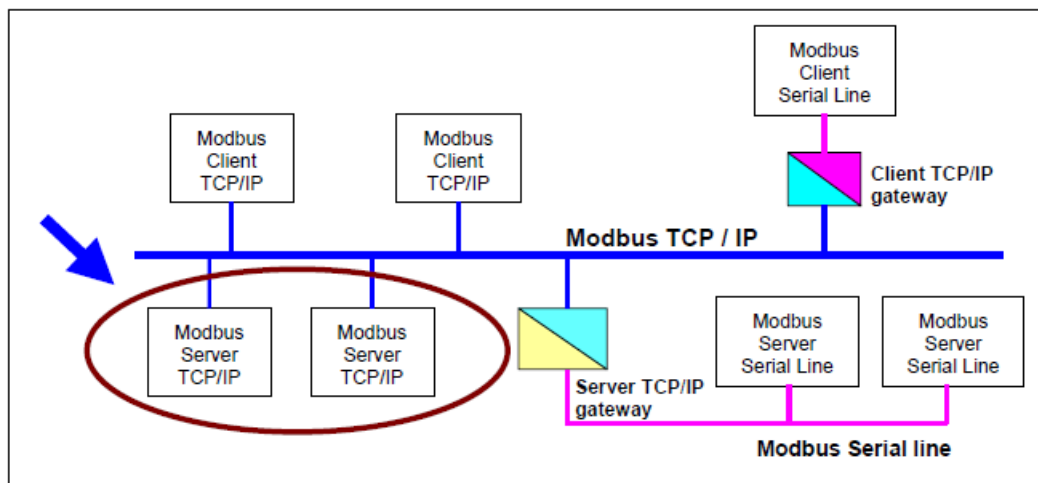 Modbus
Client
Serial Line
Modbus
Client
TCP/IP
Modbus
Client
TCP/IP
Client TCP/IP
gateway
Modbus TCP / IP
Modbus
Server
TCP/IP
Modbus
Server
TCP/IP
Modbus
Server
Serial Line
Modbus
Server
Serial Line
Server TCP/IP
gateway
Modbus Serial line